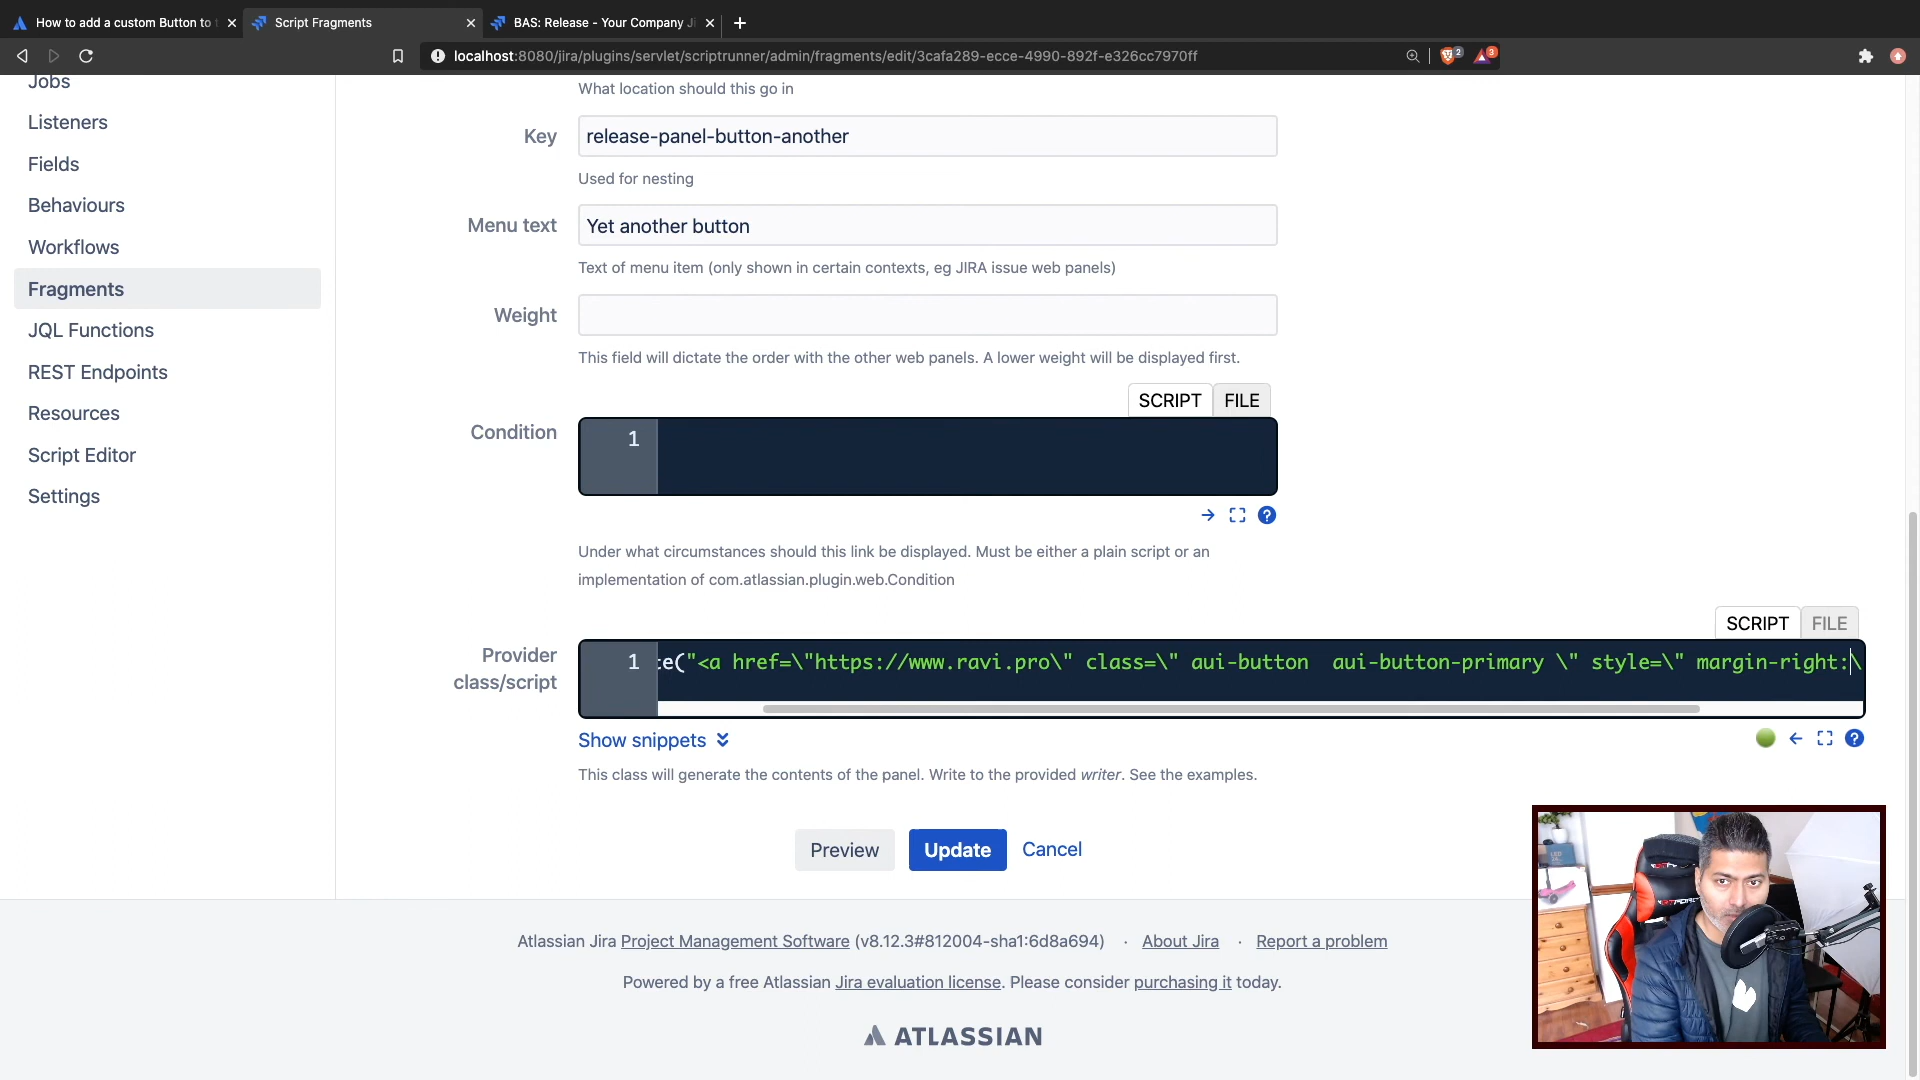 How to add a custom Button to
Script Fragments
BAS: Release - Your Company Ji
localhost:8080/jira/plugins/servlet/scriptrunner/admin/fragments/edit/3cafa289-ecce-4990-892f-e326cc7970ff
2
3
Jobs
Listeners
Fields
Behaviours
Workflows
Fragments
JQL Functions
REST Endpoints
Resources
Script Editor
Settings
What location should this go in
Key
release-panel-button-another
Used for nesting
Menu text
Yet another button
Text of menu item (only shown in certain contexts, eg JIRA issue web panels)
Weight
This field will dictate the order with the other web panels. A lower weight will be displayed first.
SCRIPT FILE
Condition
1
Under what circumstances should this link be displayed. Must be either a plain script or an
implementation of com.atlassian.plugin.web.Condition
SCRIPT FILE
Provider
class/script
1
te("<a href=\"https://www.ravi.pro\" class=\" aui-button  aui-button-primary \" style=\" margin-right:\
Show snippets
This class will generate the contents of the panel. Write to the provided writer. See the examples.
Preview Update Cancel
Atlassian Jira Project Management Software (v8.12.3#812004-sha1:6d8a694) · About Jira · Report a problem
Powered by a free Atlassian Jira evaluation license. Please consider purchasing it today.
ATLASSIAN